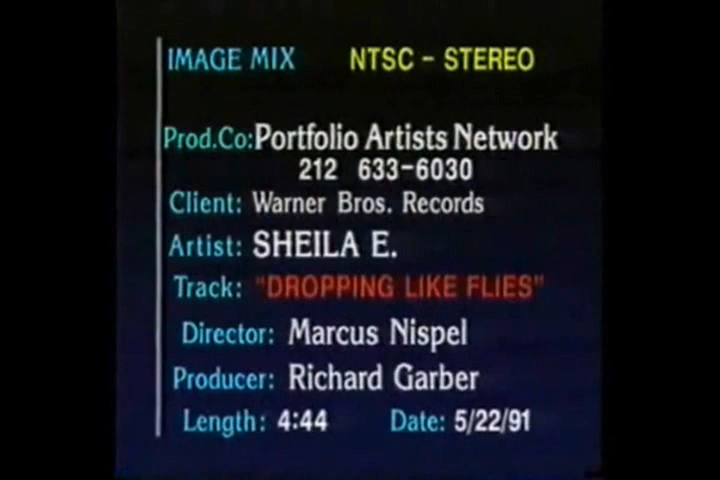 IMAGE MIX NTSC - STEREO
Prod.Co: Portfolio Artists Network
212 633-6030
Client: Warner Bros. Records
Artist: SHEILA E.
Track: "DROPPING LIKE FLIES"
Director: Marcus Nispel
Producer: Richard Garber
Length: 4:44 Date: 5/22/91